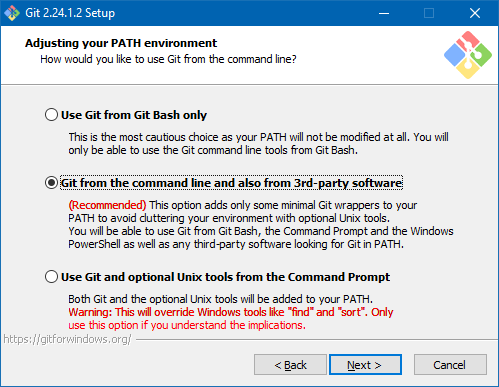 Git 2.24.1.2 Setup
Adjusting your PATH environment
How would you like to use Git from the command line?
Use Git from Git Bash only
This is the most cautious choice as your PATH will not be modified at all. You will
only be able to use the Git command line tools from Git Bash.
Git from the command line and also from 3rd-party software
(Recommended) This option adds only some minimal Git wrappers to your
PATH to avoid cluttering your environment with optional Unix tools.
You will be able to use Git from Git Bash, the Command Prompt and the Windows
PowerShell as well as any third-party software looking for Git in PATH.
Use Git and optional Unix tools from the Command Prompt
Both Git and the optional Unix tools will be added to your PATH.
Warning: This will override Windows tools like "find" and "sort". Only
use this option if you understand the implications.
https://gitforwindows.org/
< Back Next > Cancel